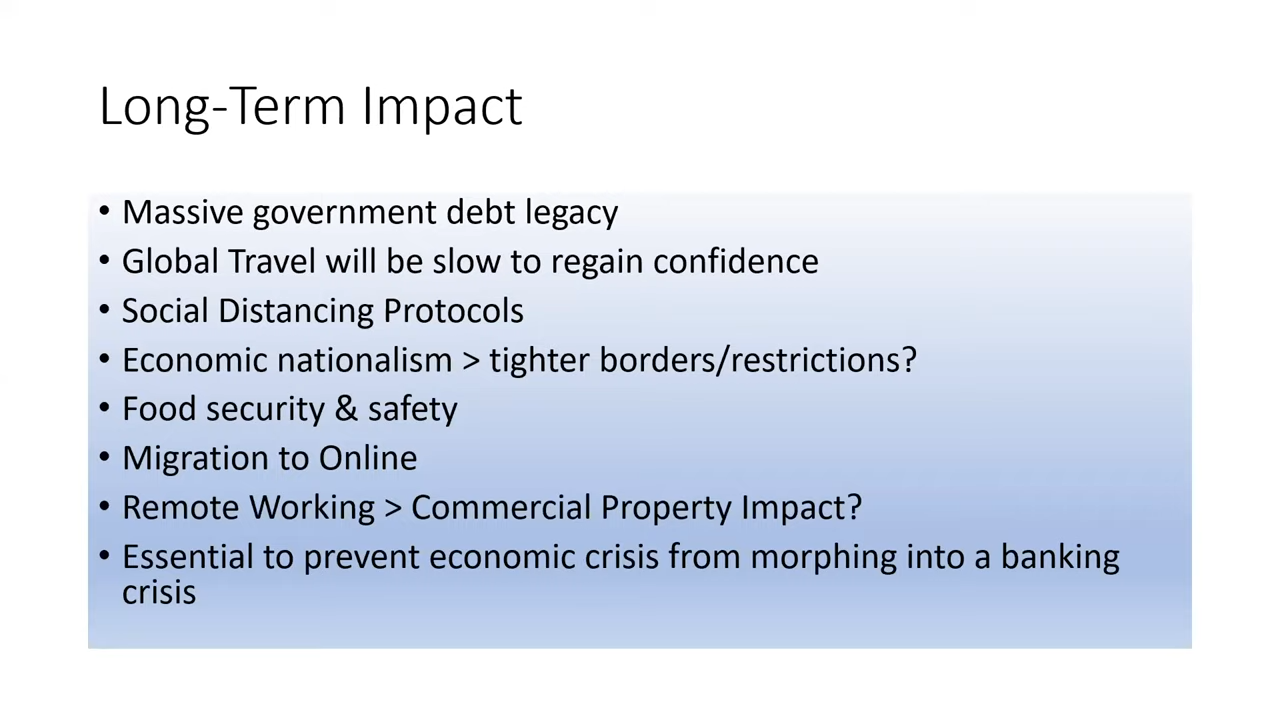 Long-Term Impact
• Massive government debt legacy
• Global Travel will be slow to regain confidence
• Social Distancing Protocols
• Economic nationalism > tighter borders/restrictions?
• Food security & safety
• Migration to Online
• Remote Working > Commercial Property Impact?
• Essential to prevent economic crisis from morphing into a banking
crisis